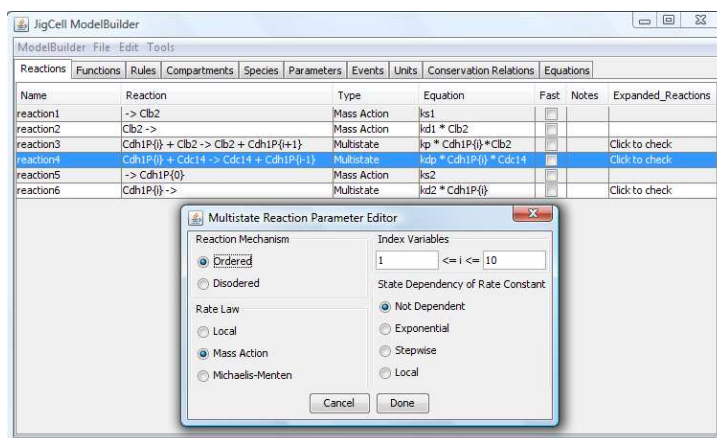 JigCell ModelBuilder
ModelBuilder File Edit Tools
Reactions Functions Rules Compartments Species Parameters Events Units Conservation Relations Equations
Name Reaction Type Equation Fast Notes Expanded_Reactions
reaction1 -> Clb2 Mass Action ks1
reaction2 Clb2 -> Mass Action kd1 * Clb2
reaction3 Cdh1P{i} + Clb2 -> Clb2 + Cdh1P{i+1} Multistate kp * Cdh1P{i}*Clb2 Click to check
reaction4 Cdh1P{i} + Cdc14 -> Cdc14 + Cdh1P{i-1} Multistate kdp * Cdh1P{i} * Cdc14 Click to check
reaction5 -> Cdh1P{0} Mass Action ks2
reaction6 Cdh1P{i} -> Multistate kd2 * Cdh1P{i} Click to check
Multistate Reaction Parameter Editor
Reaction Mechanism
Ordered
Disodered
Rate Law
Local
Mass Action
Michaelis-Menten
Index Variables
1 <= i <= 10
State Dependency of Rate Constant
Not Dependent
Exponential
Stepwise
Local
Cancel Done